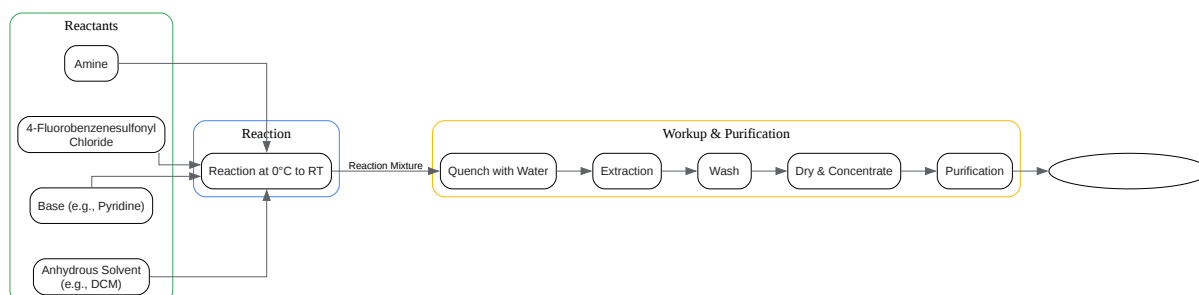 Reactants
Amine
4-Fluorobenzenesulfonyl
Chloride
Base (e.g., Pyridine)
Anhydrous Solvent
(e.g., DCM)
Reaction
Reaction at 0°C to RT
Reaction Mixture
Workup & Purification
Quench with Water
Extraction
Wash
Dry & Concentrate
Purification